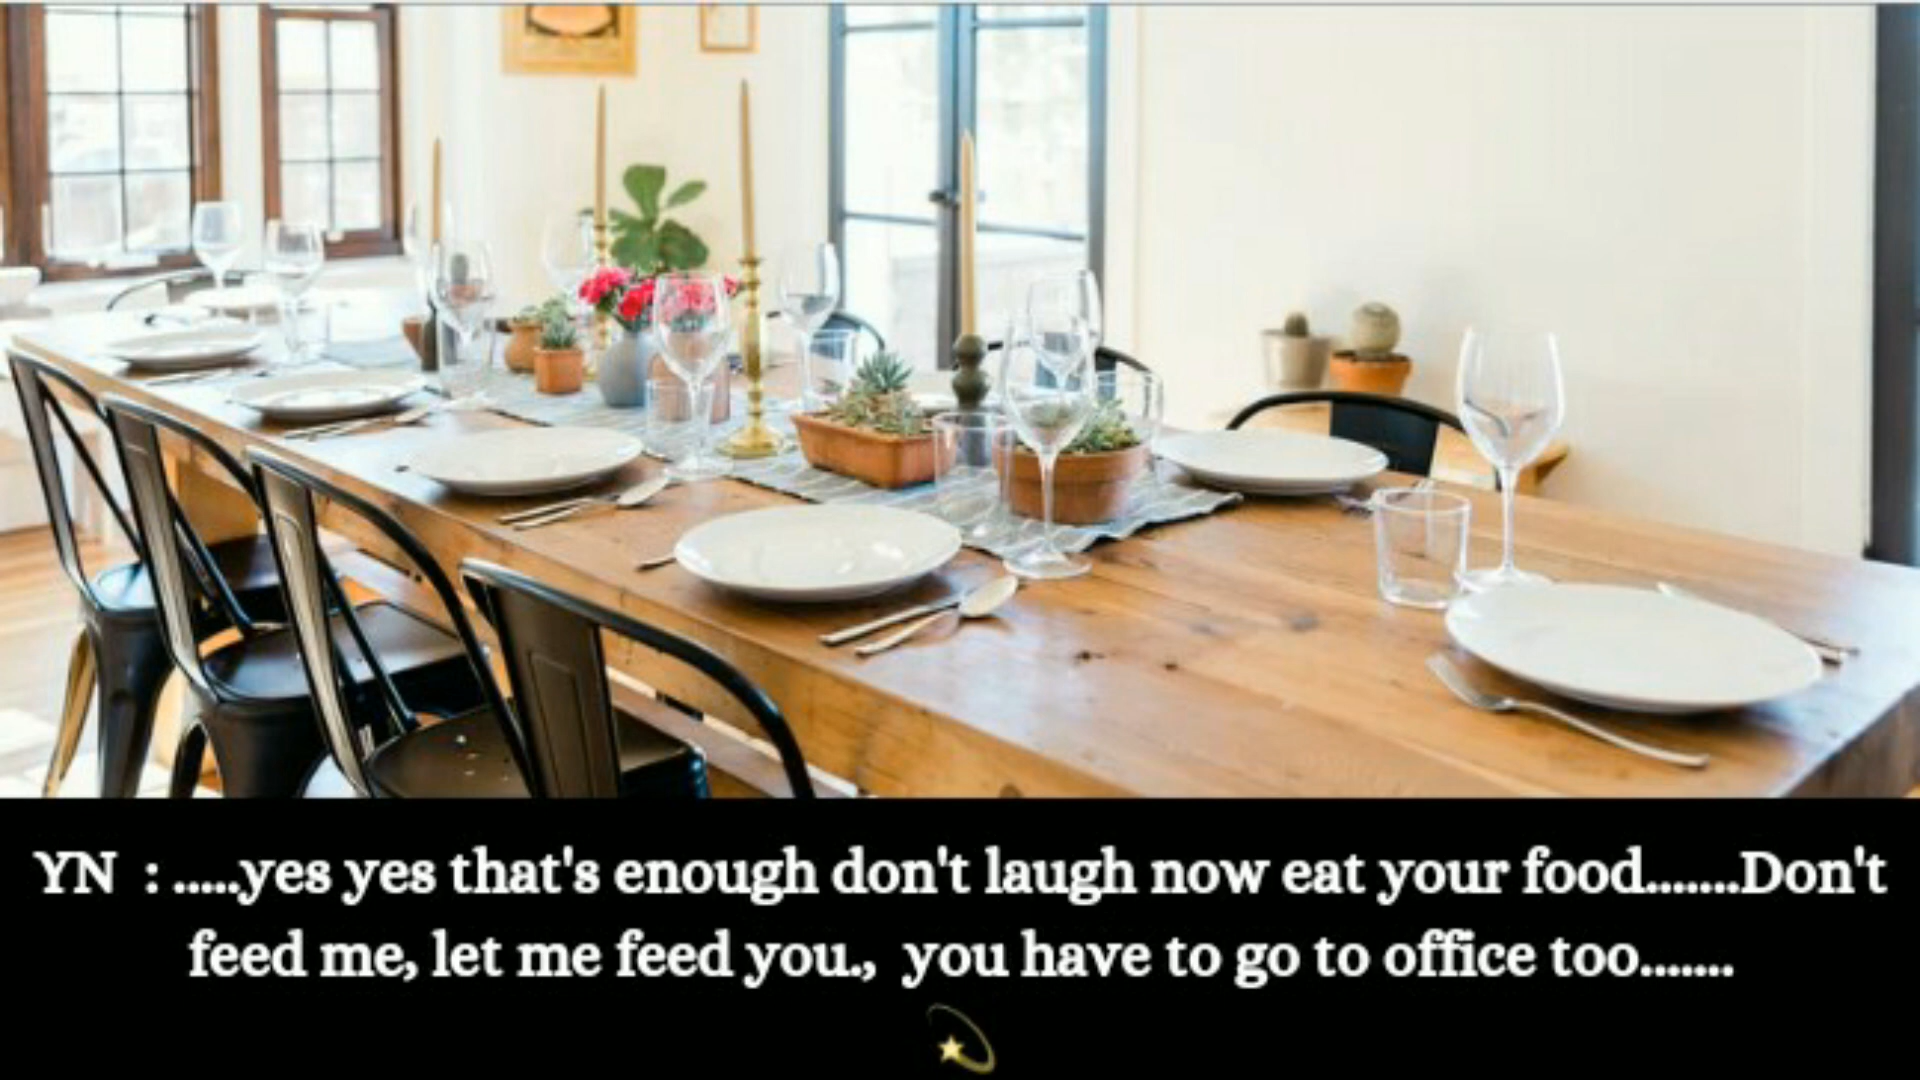 YN : .....yes yes that's enough don't laugh now eat your food.......Don't
feed me, let me feed you., you have to go to office too.......